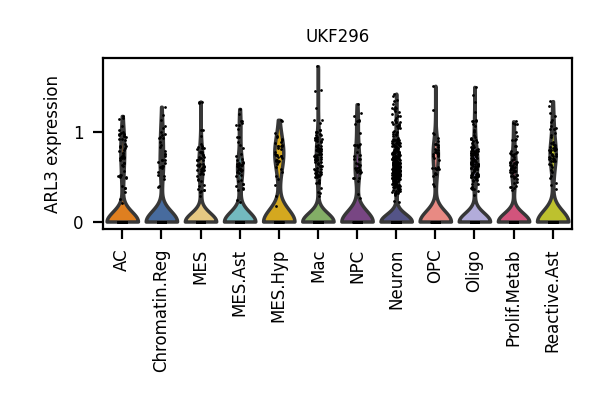 UKF296
ARL3 expression
1
0
AC
Chromatin.Reg
MES
MES.Ast
MES.Hyp
Mac
NPC
Neuron
OPC
Oligo
Prolif.Metab
Reactive.Ast